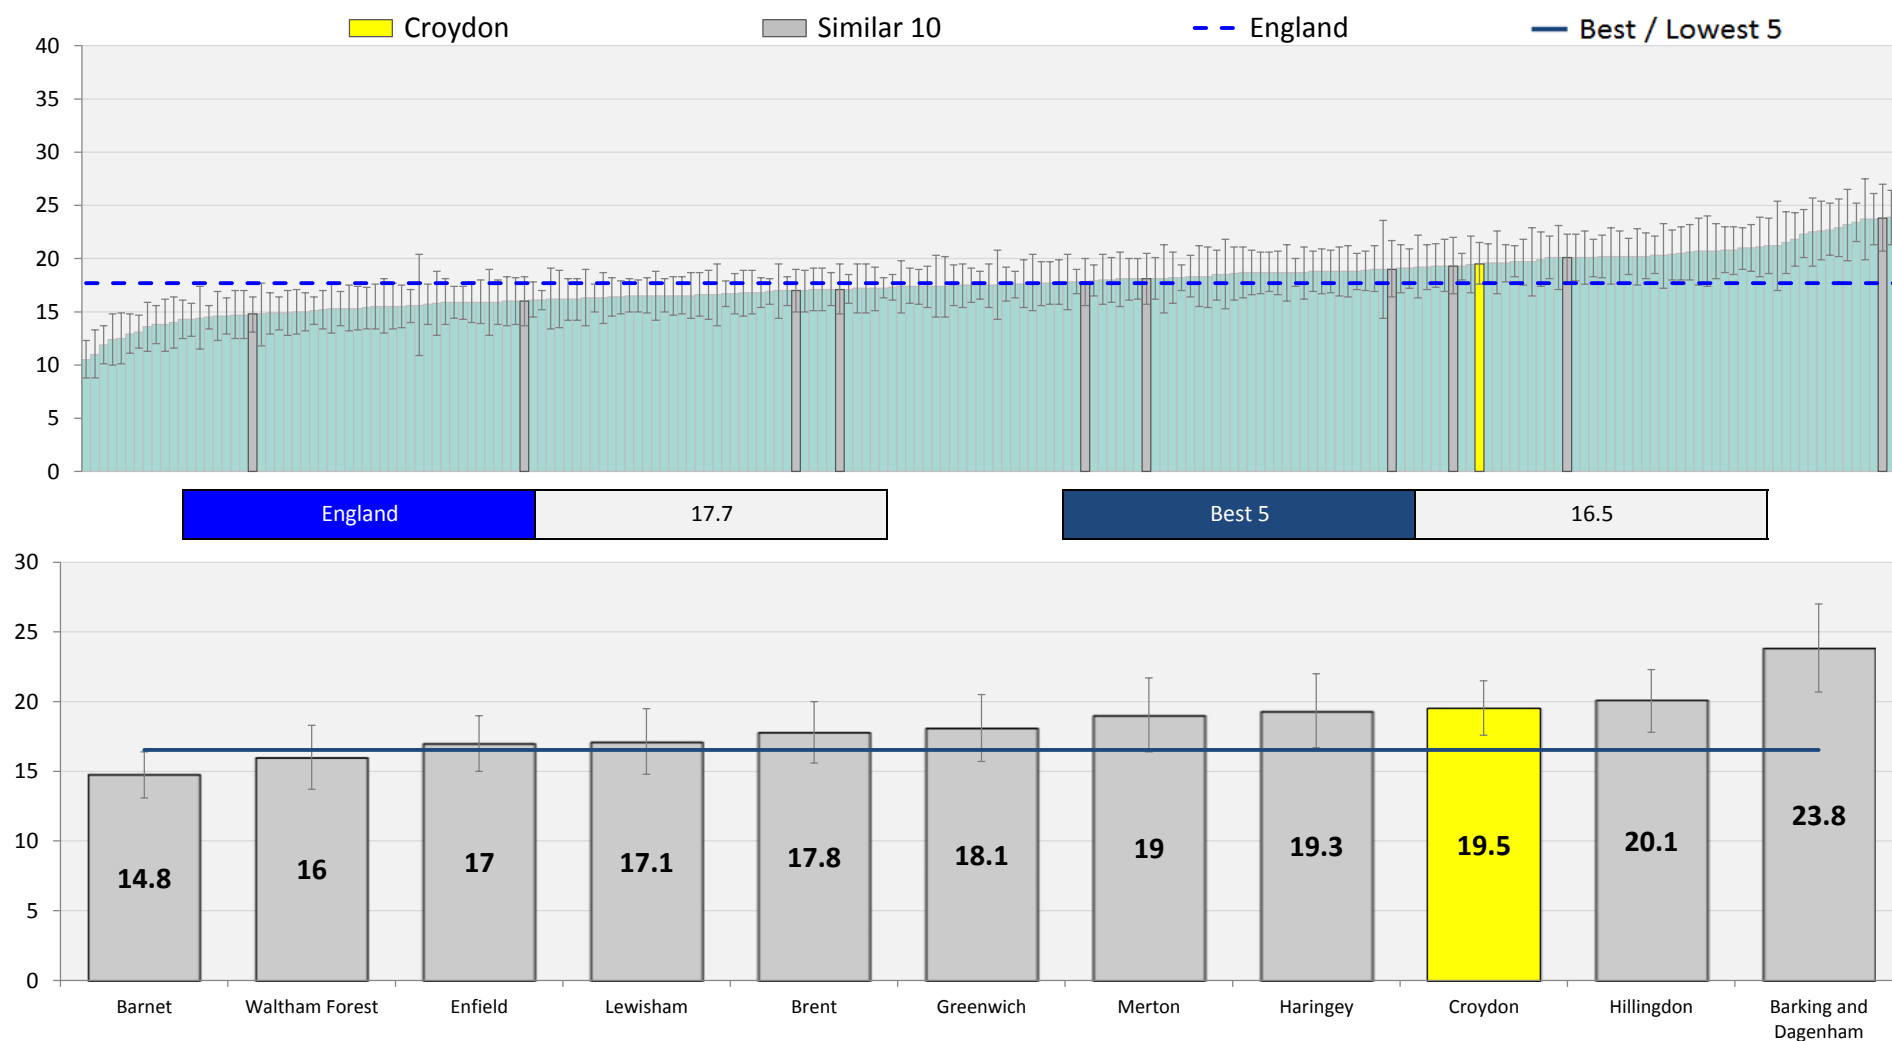 Croydon
Similar 10
England
Best / Lowest 5
40
35
30
25
20
15
10
5
0
England
17.7
Best 5
16.5
30
25
20
15
10
5
0
14.8
16
17
17.1
17.8
18.1
19
19.3
19.5
20.1
23.8
Barnet
Waltham Forest
Enfield
Lewisham
Brent
Greenwich
Merton
Haringey
Croydon
Hillingdon
Barking and
Dagenham